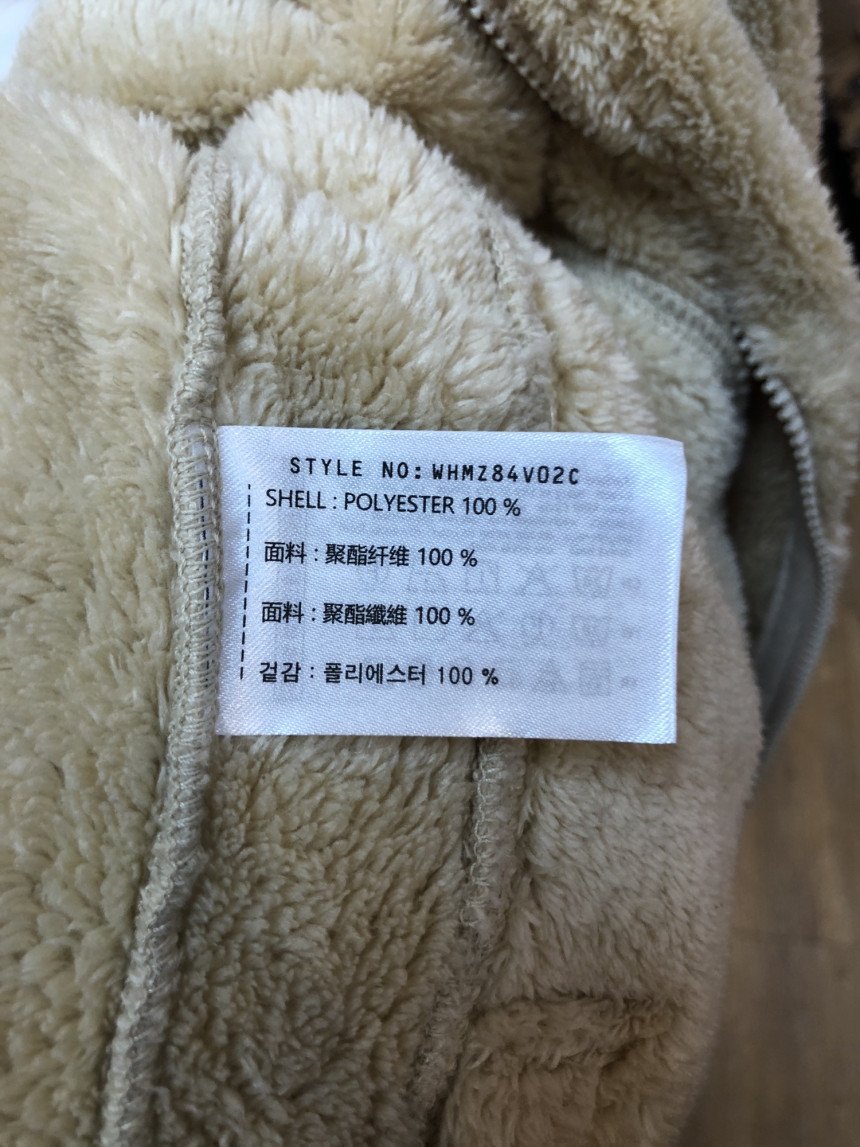 STYLE NO: WHMZ84V02C
SHELL : POLYESTER 100 %
面料 : 聚酯纤维 100 %
面料 : 聚酯纖維 100 %
겉감 : 폴리에스터 100 %